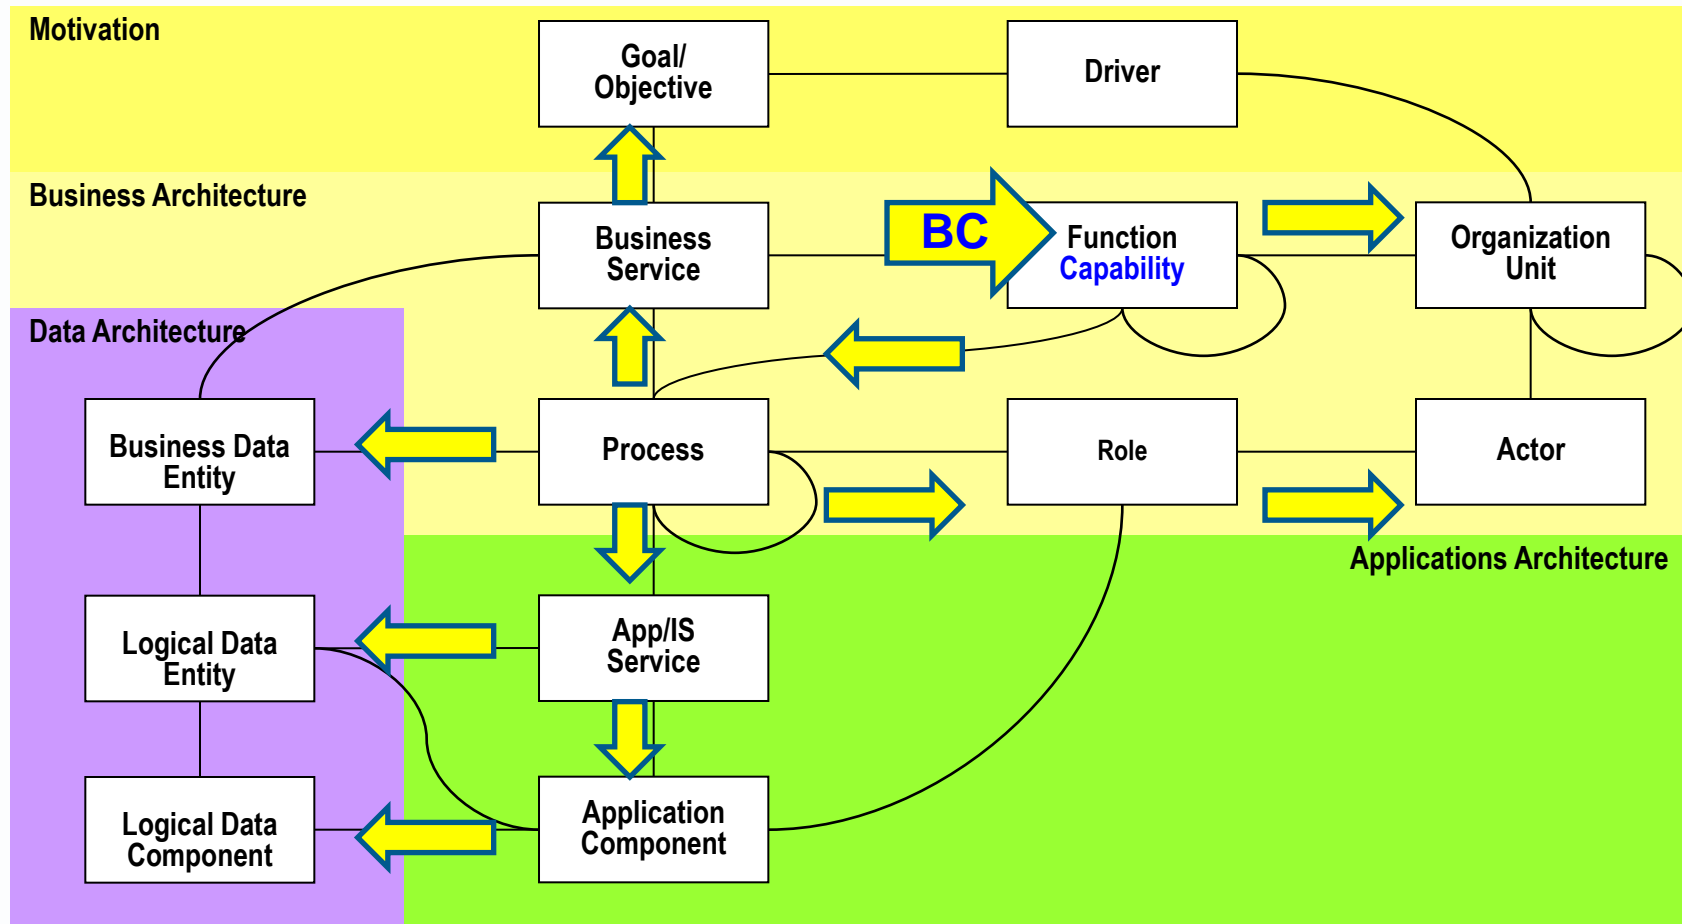 Motivation
Goal/
Objective
Driver
Business Architecture
Business
Service
BC
Function
Capability
Organization
Unit
Data Architecture
Business Data
Entity
Process
Role
Actor
Applications Architecture
Logical Data
Entity
App/IS
Service
Logical Data
Component
Application
Component